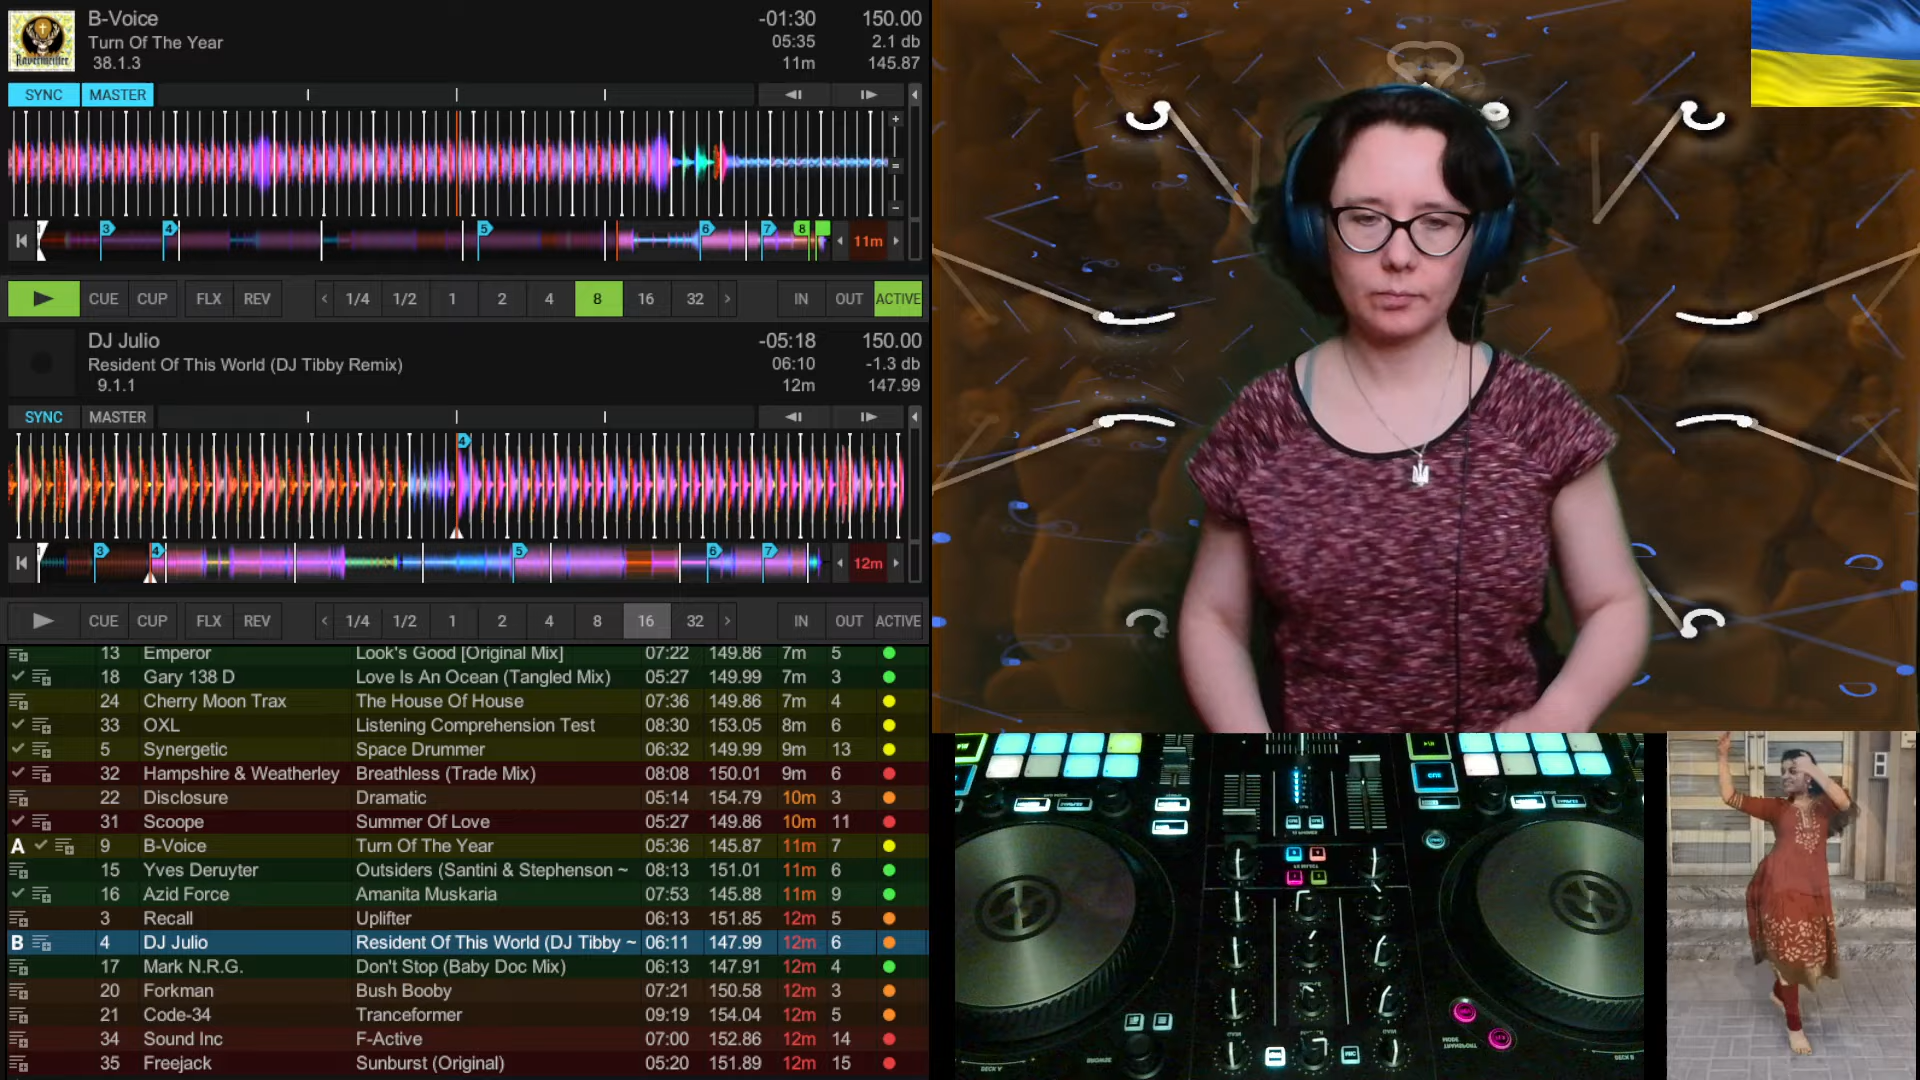 B-Voice -01:30 150.00
Turn Of The Year 05:35 2.1 db
38.1.3 11m 145.87
SYNC MASTER
3 4 5 6 7 8 11m
CUE CUP FLX REV 1/4 1/2 1 2 4 8 16 32 IN OUT ACTIVE
DJ Julio -05:18 150.00
Resident Of This World (DJ Tibby Remix) 06:10 -1.3 db
9.1.1 12m 147.99
SYNC MASTER
4
3 4 5 6 7 12m
CUE CUP FLX REV 1/4 1/2 1 2 4 8 16 32 IN OUT ACTIVE
13 Emperor Look's Good [Original Mix] 07:22 149.86 7m 5
18 Gary 138 D Love Is An Ocean (Tangled Mix) 05:27 149.99 7m 3
24 Cherry Moon Trax The House Of House 07:36 149.86 7m 4
33 OXL Listening Comprehension Test 08:30 153.05 8m 6
5 Synergetic Space Drummer 06:32 149.99 9m 13
32 Hampshire & Weatherley Breathless (Trade Mix) 08:08 150.01 9m 6
22 Disclosure Dramatic 05:14 154.79 10m 3
31 Scoope Summer Of Love 05:27 149.86 10m 11
A 9 B-Voice Turn Of The Year 05:36 145.87 11m 7
15 Yves Deruyter Outsiders (Santini & Stephenson ~ 08:13 151.01 11m 6
16 Azid Force Amanita Muskaria 07:53 145.88 11m 9
3 Recall Uplifter 06:13 151.85 12m 5
B 4 DJ Julio Resident Of This World (DJ Tibby ~ 06:11 147.99 12m 6
17 Mark N.R.G. Don't Stop (Baby Doc Mix) 06:13 147.91 12m 4
20 Forkman Bush Booby 07:21 150.58 12m 3
21 Code-34 Tranceformer 09:19 154.04 12m 5
34 Sound Inc F-Active 07:00 152.86 12m 14
35 Freejack Sunburst (Original) 05:20 151.89 12m 15